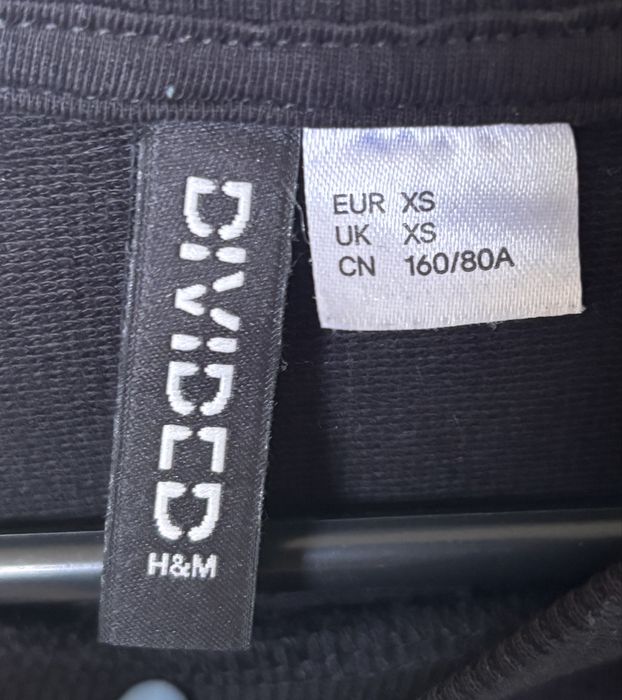 DIVIDED
H&M
EUR XS
UK XS
CN 160/80A